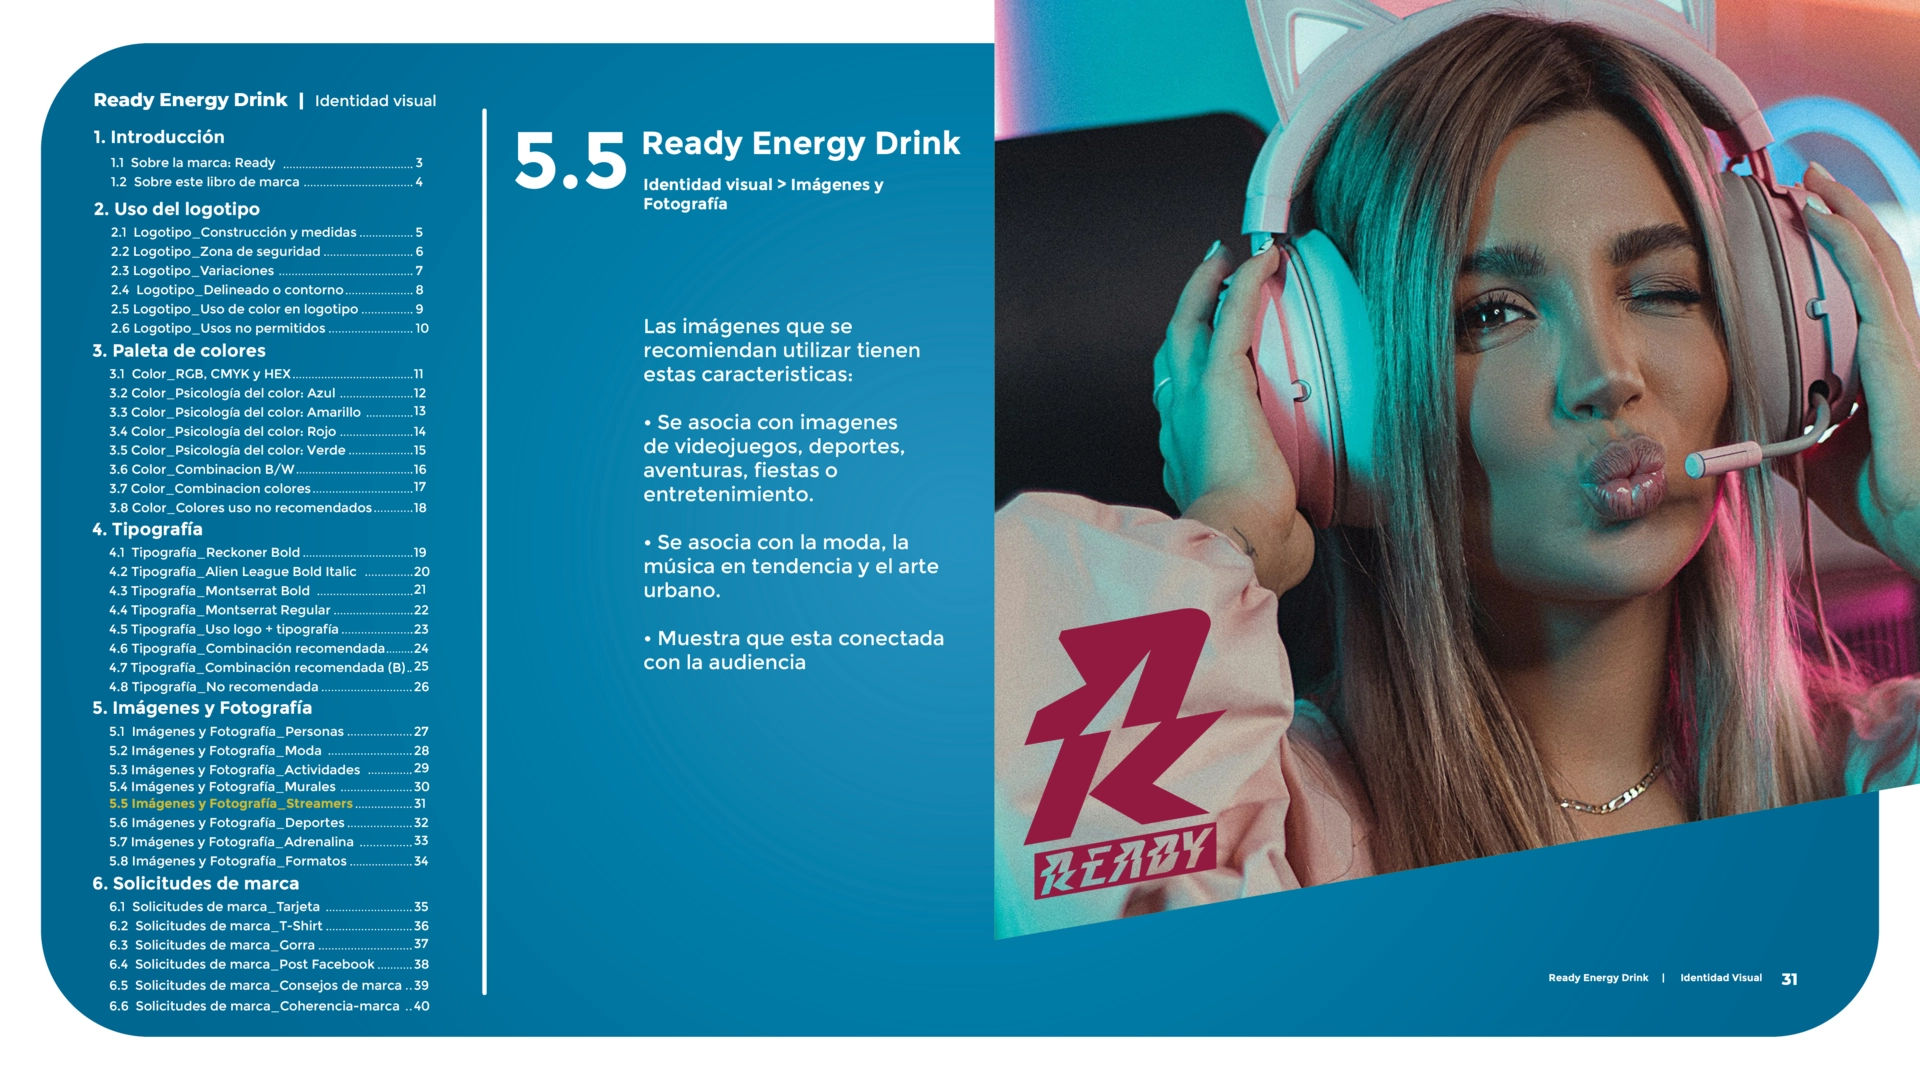 Ready Energy Drink | Identidad visual
1. Introducción
1.1 Sobre la marca: Ready ................................ 3
1.2 Sobre este libro de marca ........................... 4
2. Uso del logotipo
2.1 Logotipo_Construcción y medidas ............. 5
2.2 Logotipo_Zona de seguridad ...................... 6
2.3 Logotipo_Variaciones ................................. 7
2.4 Logotipo_Delineado o contorno ................. 8
2.5 Logotipo_Uso de color en logotipo ............. 9
2.6 Logotipo_Usos no permitidos ..................... 10
3. Paleta de colores
3.1 Color_RGB, CMYK y HEX .............................. 11
3.2 Color_Psicología del color: Azul .................. 12
3.3 Color_Psicología del color: Amarillo ............ 13
3.4 Color_Psicología del color: Rojo .................. 14
3.5 Color_Psicología del color: Verde ................ 15
3.6 Color_Combinacion B/W ............................. 16
3.7 Color_Combinacion colores ......................... 17
3.8 Color_Colores uso no recomendados .......... 18
4. Tipografía
4.1 Tipografía_Reckoner Bold ............................ 19
4.2 Tipografía_Alien League Bold Italic ............ 20
4.3 Tipografía_Montserrat Bold ........................ 21
4.4 Tipografía_Montserrat Regular .................... 22
4.5 Tipografía_Uso logo + tipografía .................. 23
4.6 Tipografía_Combinación recomendada ....... 24
4.7 Tipografía_Combinación recomendada (B) .. 25
4.8 Tipografía_No recomendada ....................... 26
5. Imágenes y Fotografía
5.1 Imágenes y Fotografía_Personas ................ 27
5.2 Imágenes y Fotografía_Moda ..................... 28
5.3 Imágenes y Fotografía_Actividades ........... 29
5.4 Imágenes y Fotografía_Murales ................... 30
5.5 Imágenes y Fotografía_Streamers .............. 31
5.6 Imágenes y Fotografía_Deportes ................. 32
5.7 Imágenes y Fotografía_Adrenalina ............. 33
5.8 Imágenes y Fotografía_Formatos ................ 34
6. Solicitudes de marca
6.1 Solicitudes de marca_Tarjeta ...................... 35
6.2 Solicitudes de marca_T-Shirt ...................... 36
6.3 Solicitudes de marca_Gorra ........................ 37
6.4 Solicitudes de marca_Post Facebook .......... 38
6.5 Solicitudes de marca_Consejos de marca .. 39
6.6 Solicitudes de marca_Coherencia-marca .. 40
5.5 Ready Energy Drink
Identidad visual > Imágenes y
Fotografía
Las imágenes que se
recomiendan utilizar tienen
estas caracteristicas:
• Se asocia con imagenes
de videojuegos, deportes,
aventuras, fiestas o
entretenimiento.
• Se asocia con la moda, la
música en tendencia y el arte
urbano.
• Muestra que esta conectada
con la audiencia
READY
Ready Energy Drink | Identidad Visual 31